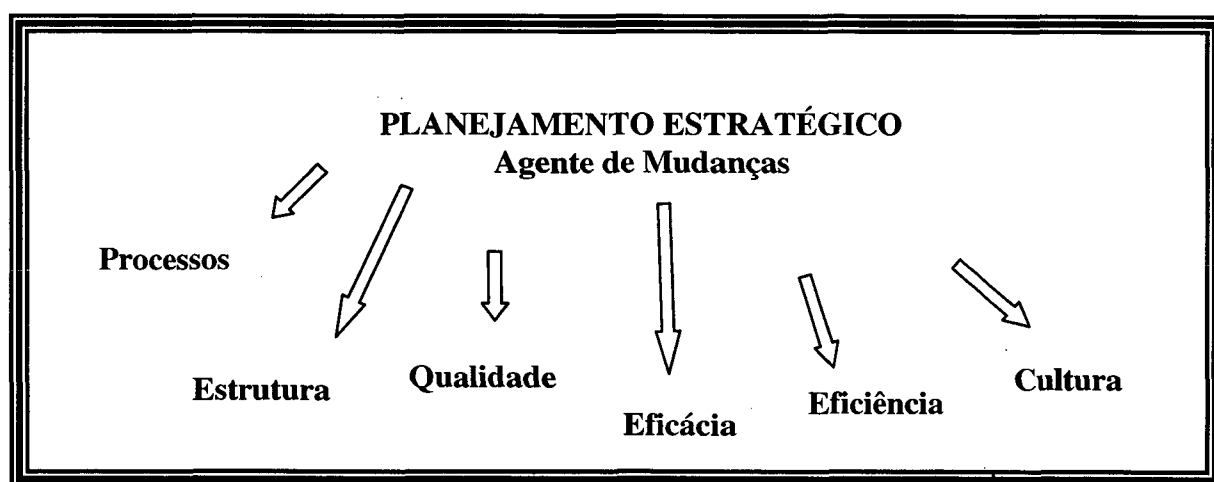 PLANEJAMENTO ESTRATÉGICO
Agente de Mudanças
Processos
Estrutura
Qualidade
Eficácia
Eficiência
Cultura